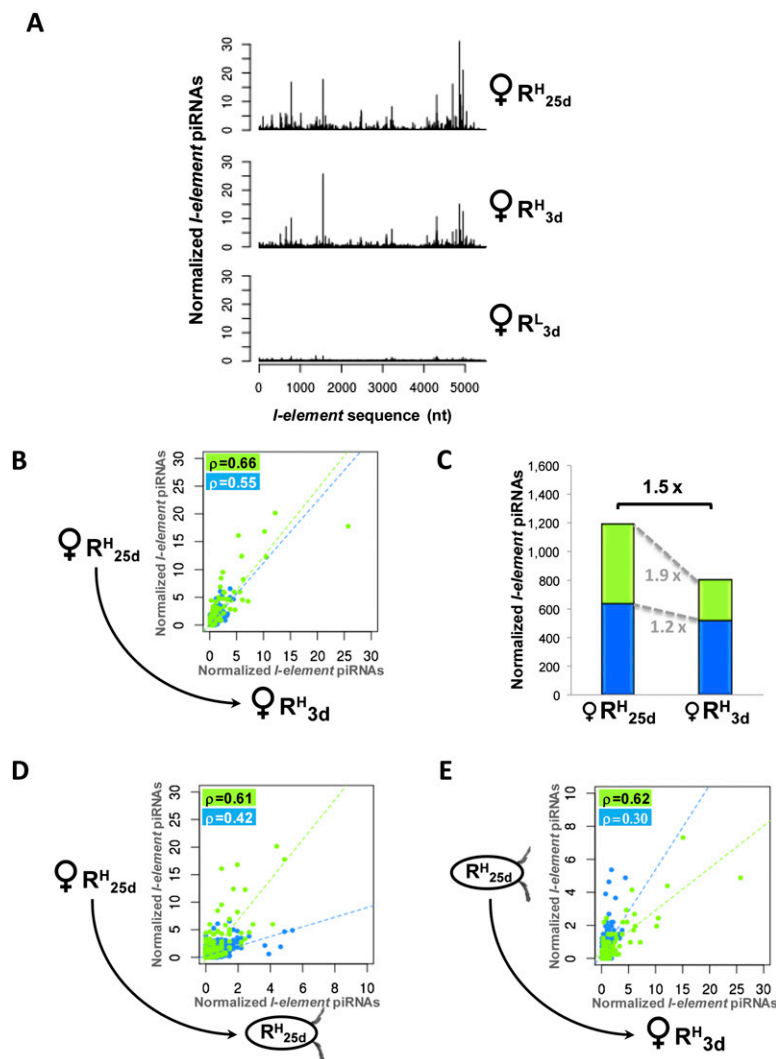 A
Normalized I-element piRNAs
30
20
10
0
♀ R^H_25d
30
20
10
0
♀ R^H_3d
30
20
10
0
♀ R^L_3d
0 1000 2000 3000 4000 5000
I-element sequence (nt)
B
Normalized I-element piRNAs
30
25
20
15
10
5
0
ρ=0.66
ρ=0.55
0 5 10 15 20 25 30
Normalized I-element piRNAs
♀ R^H_25d
♀ R^H_3d
C
Normalized I-element piRNAs
1,600
1,400
1,200
1,000
800
600
400
200
0
1.5 x
1.9 x
1.2 x
♀ R^H_25d
♀ R^H_3d
D
Normalized I-element piRNAs
30
25
20
15
10
5
0
ρ=0.61
ρ=0.42
0 2 4 6 8 10
Normalized I-element piRNAs
♀ R^H_25d
R^H_25d
E
Normalized I-element piRNAs
10
8
6
4
2
0
ρ=0.62
ρ=0.30
0 5 10 15 20 25 30
Normalized I-element piRNAs
R^H_25d
♀ R^H_3d